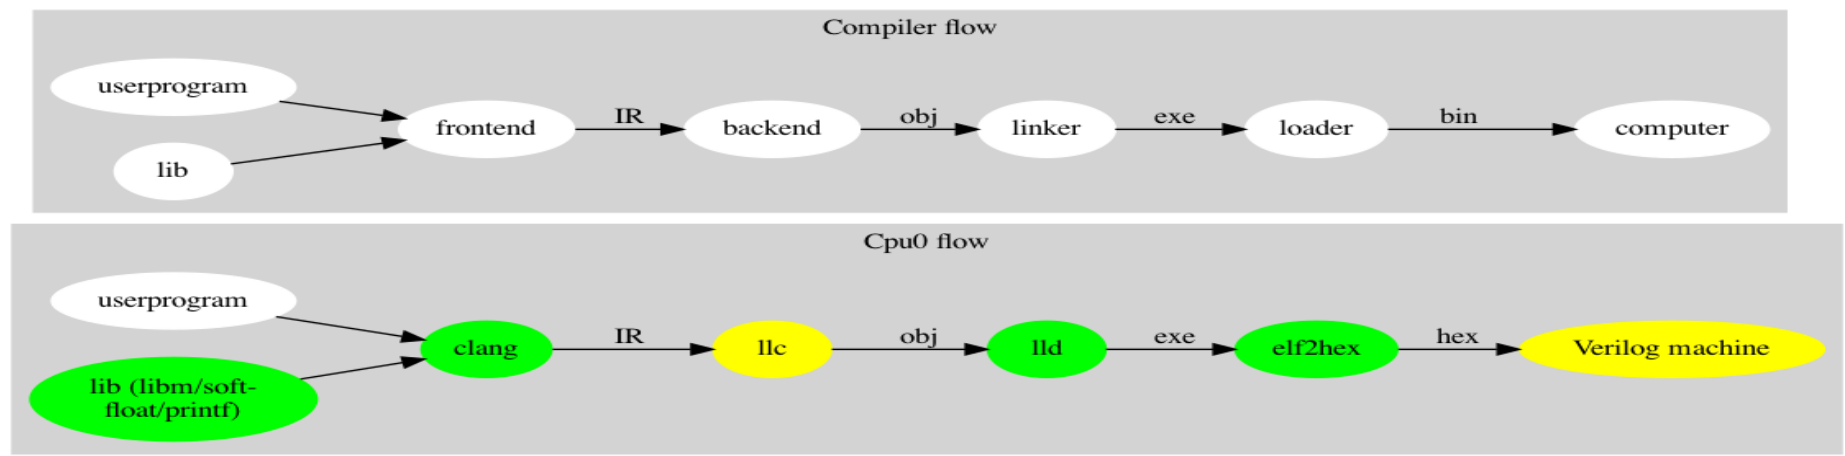 Compiler flow
userprogram
lib
frontend
IR
backend
obj
linker
exe
loader
bin
computer
Cpu0 flow
userprogram
lib (libm/soft-
float/printf)
clang
IR
llc
obj
lld
exe
elf2hex
hex
Verilog machine